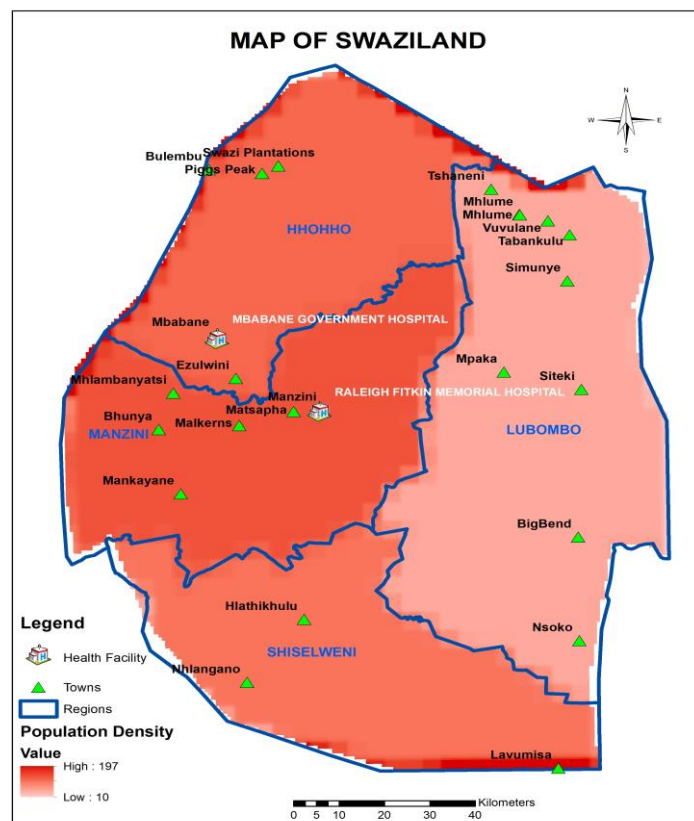 MAP OF SWAZILAND
N
W E
S
Swazi Plantations
Bulembu
Piggs Peak
Tshaneni
Mhlume
Mhlume
Vuvulane
Tabankulu
HHOHHO
Simunye
Mbabane
MBABANE GOVERNMENT HOSPITAL
H
Ezulwini
Mpaka
Mhlambanyatsi
Siteki
RALEIGH FITKIN MEMORIAL HOSPITAL
Manzini
H
Matsapha
Bhunya
Malkerns
MANZINI
LUBOMBO
Mankayane
BigBend
Hlathikhulu
Nsoko
SHISELWENI
Nhlangano
Lavumisa
Legend
H
Health Facility
Towns
Regions
Population Density
Value
High : 197
Low : 10
Kilometers
0 5 10 20 30 40